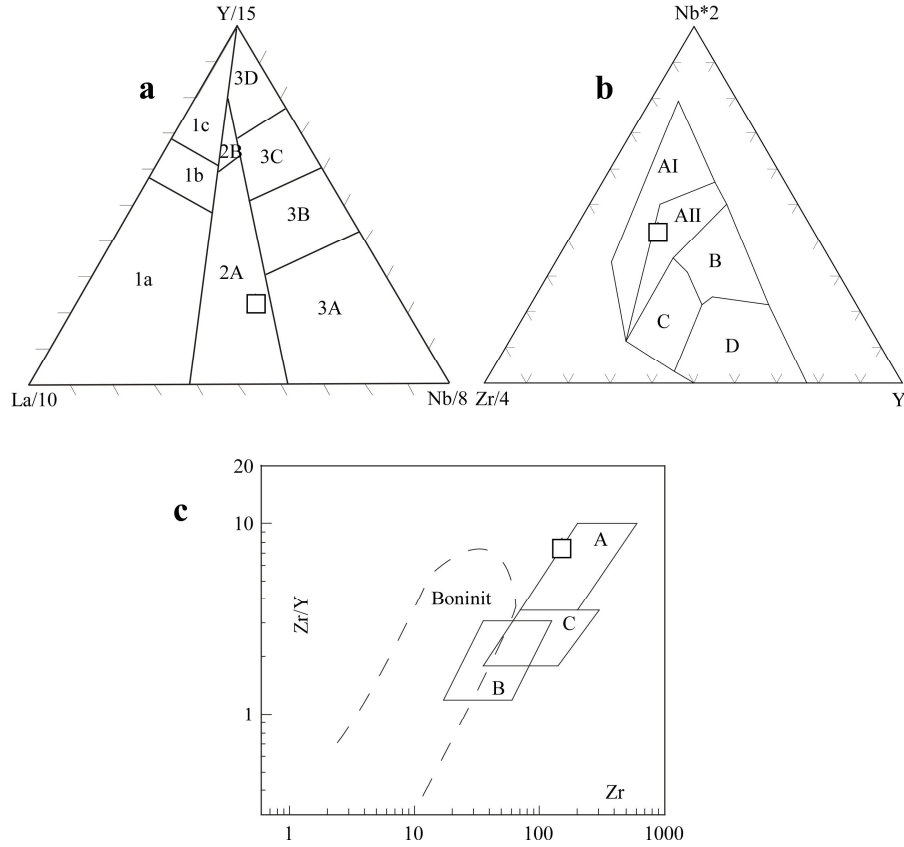 Y/15
a
3D
1c
2B
3C
1b
3B
2A
1a
3A
La/10
Nb/8
Nb*2
b
AI
AII
B
C
D
Zr/4
Y
c
20
10
1
Zr/Y
Boninit
A
C
B
Zr
1 10 100 1000